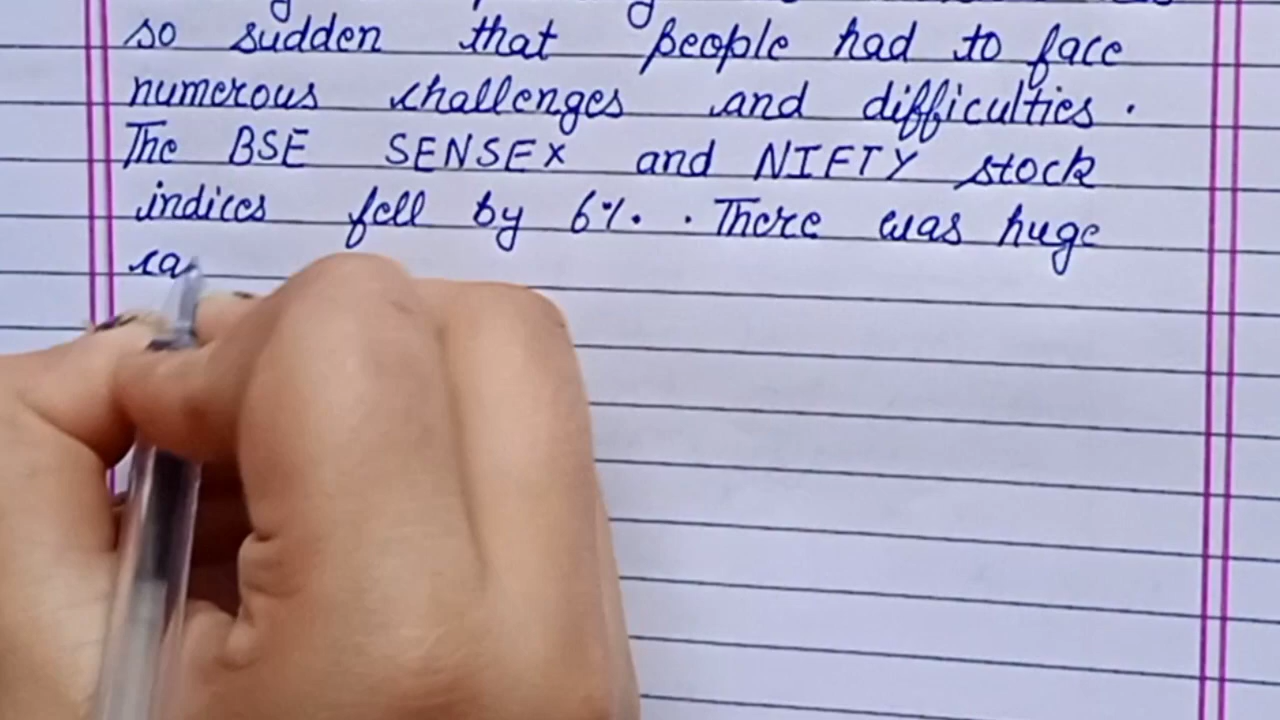 so sudden that people had to face
numerous challenges and difficulties.
The BSE SENSEX and NIFTY stock
indices fell by 6%. There was huge
ca